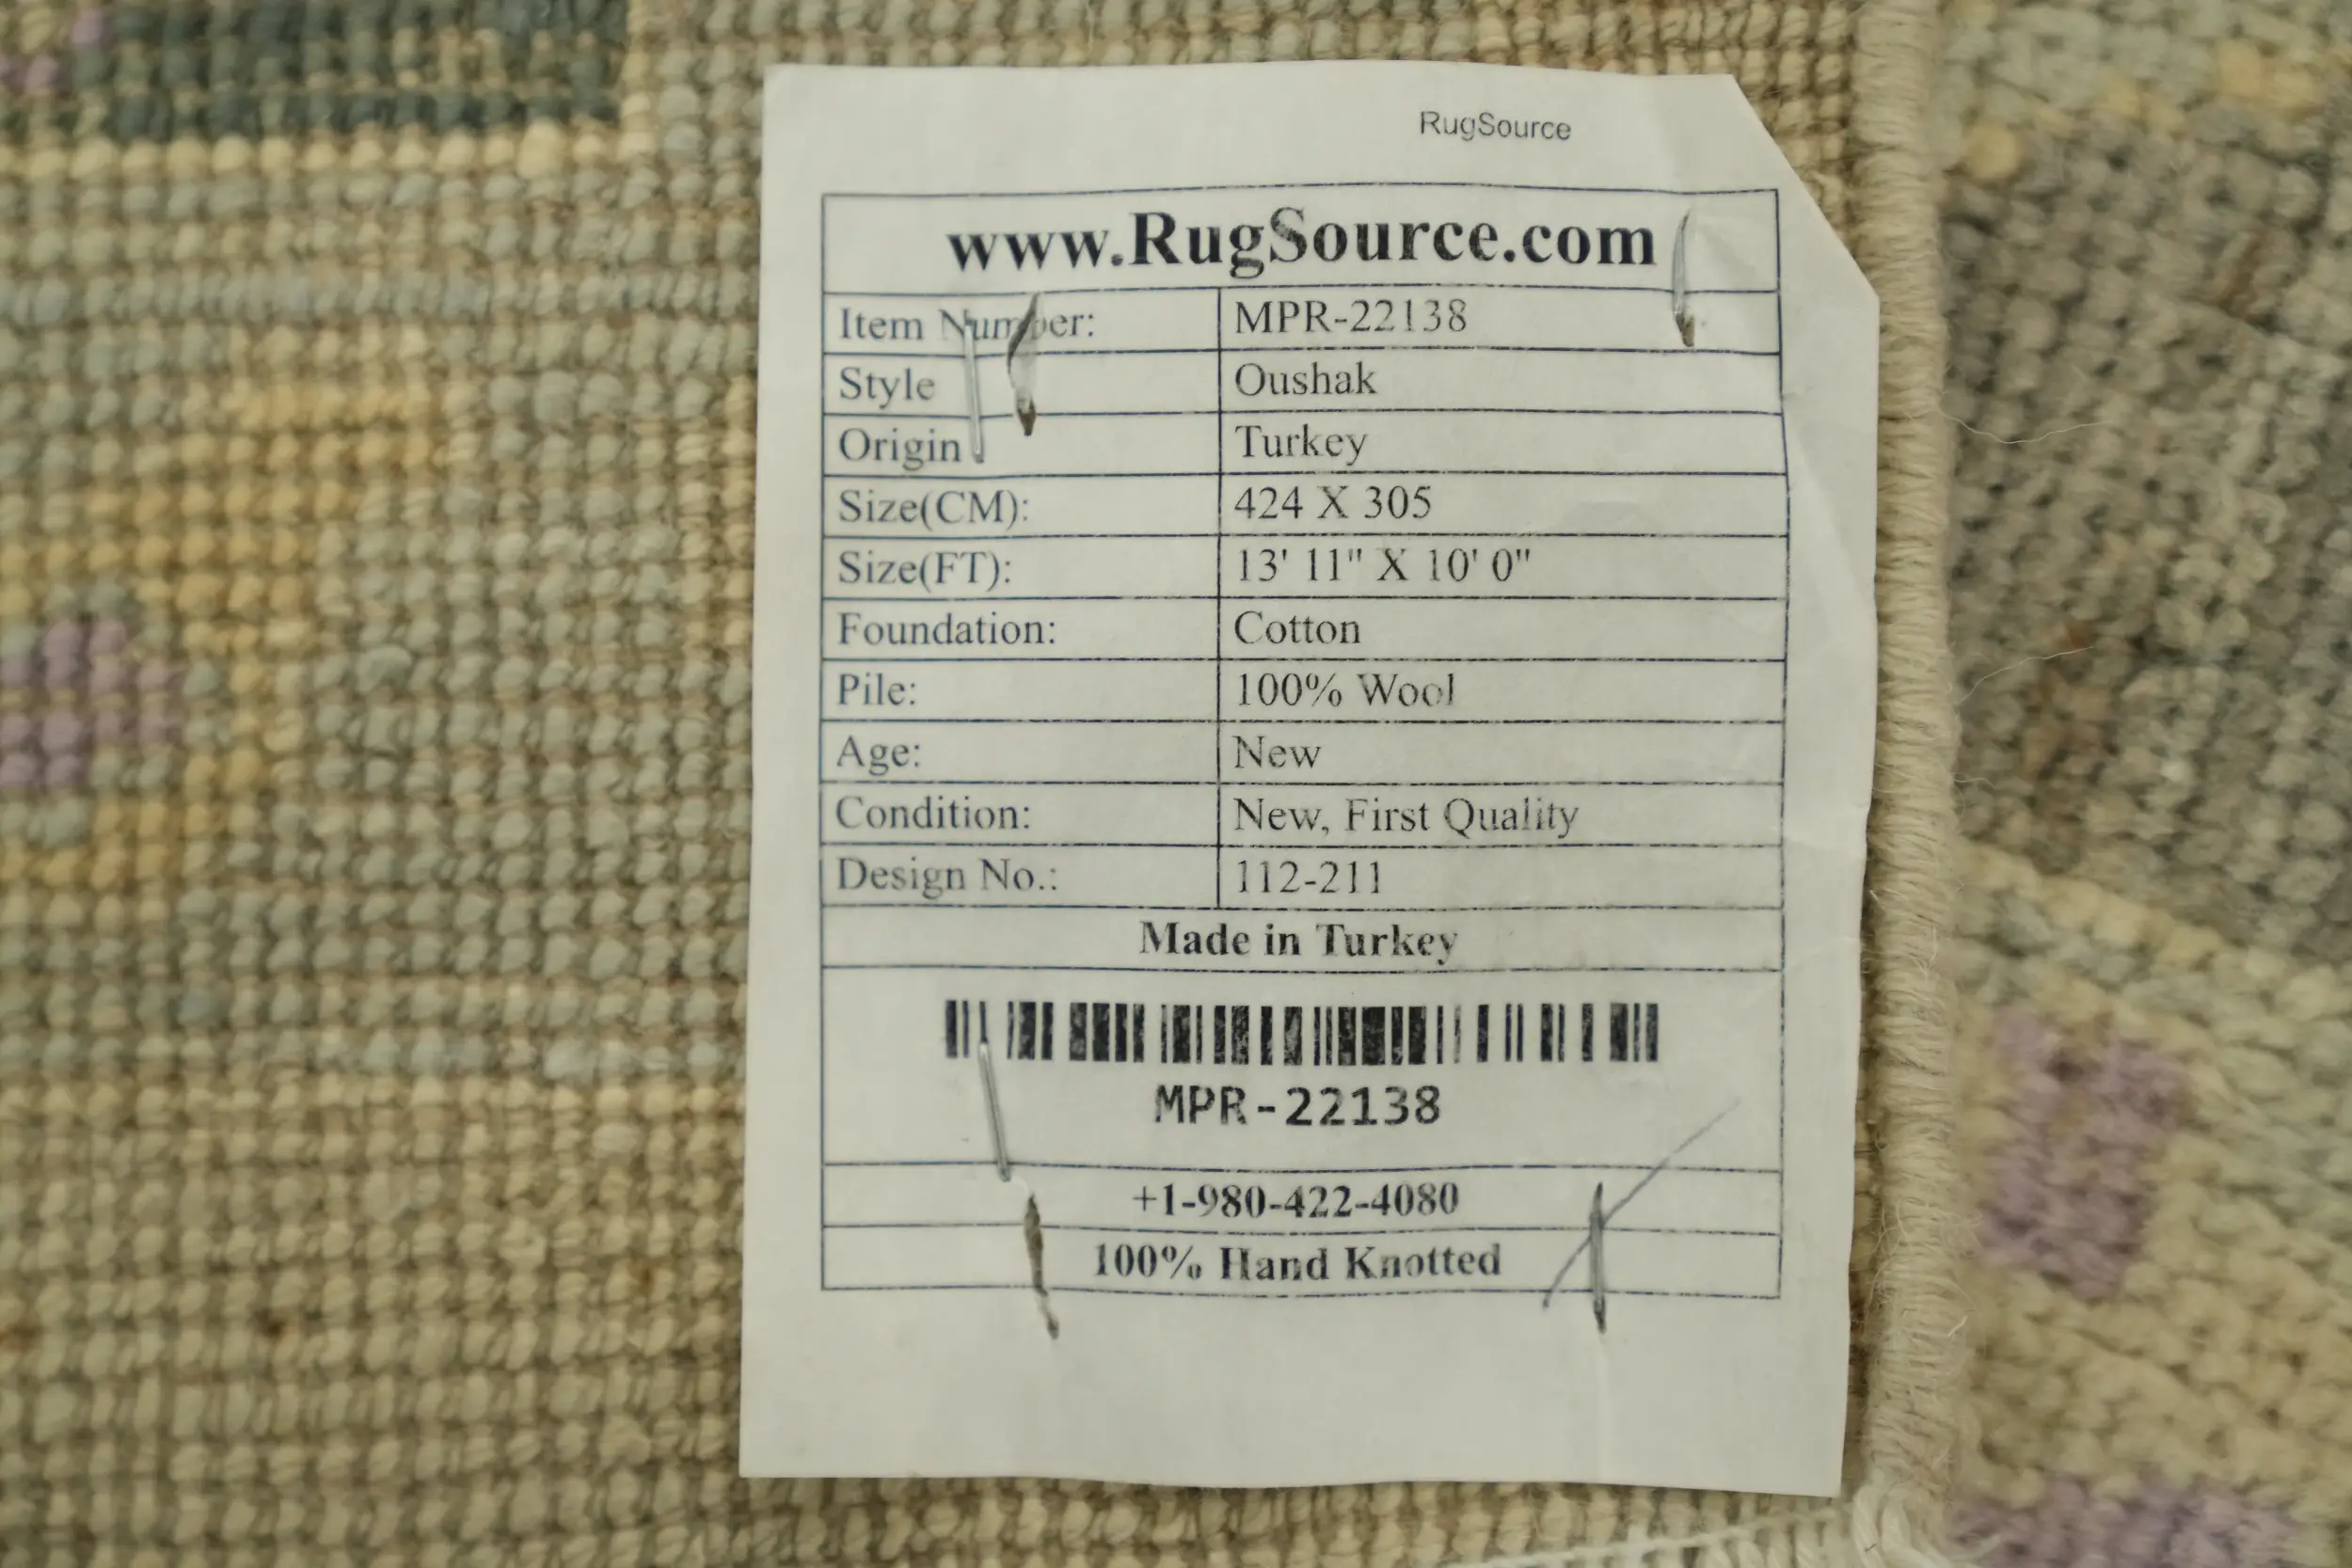 RugSource
www.RugSource.com
Item Number: MPR-22138
Style Oushak
Origin Turkey
Size(CM): 424 X 305
Size(FT): 13' 11" X 10' 0"
Foundation: Cotton
Pile: 100% Wool
Age: New
Condition: New, First Quality
Design No.: 112-211
Made in Turkey
MPR-22138
+1-980-422-4080
100% Hand Knotted